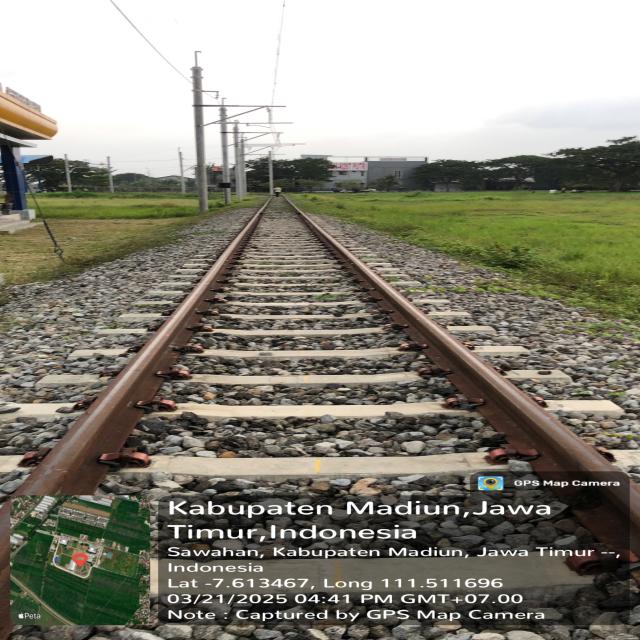 GPS Map Camera
Kabupaten Madiun,Jawa
Timur,Indonesia
Sawahan, Kabupaten Madiun, Jawa Timur --,
Indonesia
Lat -7.613467, Long 111.511696
03/21/2025 04:41 PM GMT+07.00
Note : Captured by GPS Map Camera
Peta